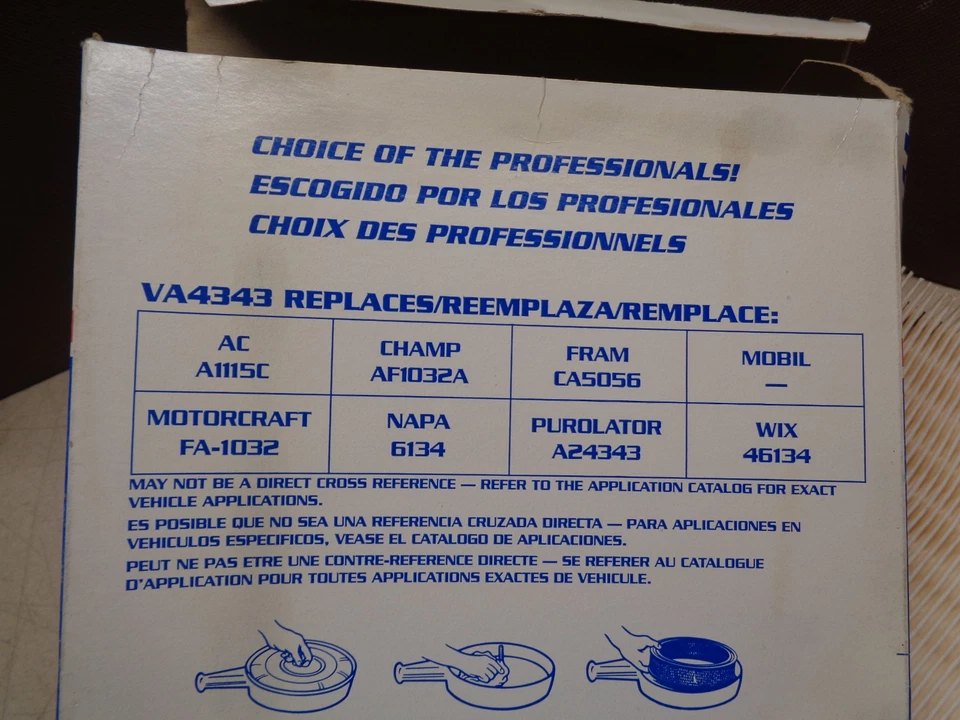 CHOICE OF THE PROFESSIONALS!
ESCOGIDO POR LOS PROFESIONALES
CHOIX DES PROFESSIONNELS
VA4343 REPLACES/REEMPLAZA/REMPLACE:
AC
A1115C
CHAMP
AF1032A
FRAM
CA5056
MOBIL
—
MOTORCRAFT
FA-1032
NAPA
6134
PUROLATOR
A24343
WIX
46134
MAY NOT BE A DIRECT CROSS REFERENCE — REFER TO THE APPLICATION CATALOG FOR EXACT
VEHICLE APPLICATIONS.
ES POSIBLE QUE NO SEA UNA REFERENCIA CRUZADA DIRECTA — PARA APLICACIONES EN
VEHICULOS ESPECIFICOS, VEASE EL CATALOGO DE APLICACIONES.
PEUT NE PAS ETRE UNE CONTRE-REFERENCE DIRECTE — SE REFERER AU CATALOGUE
D'APPLICATION POUR TOUTES APPLICATIONS EXACTES DE VEHICULE.